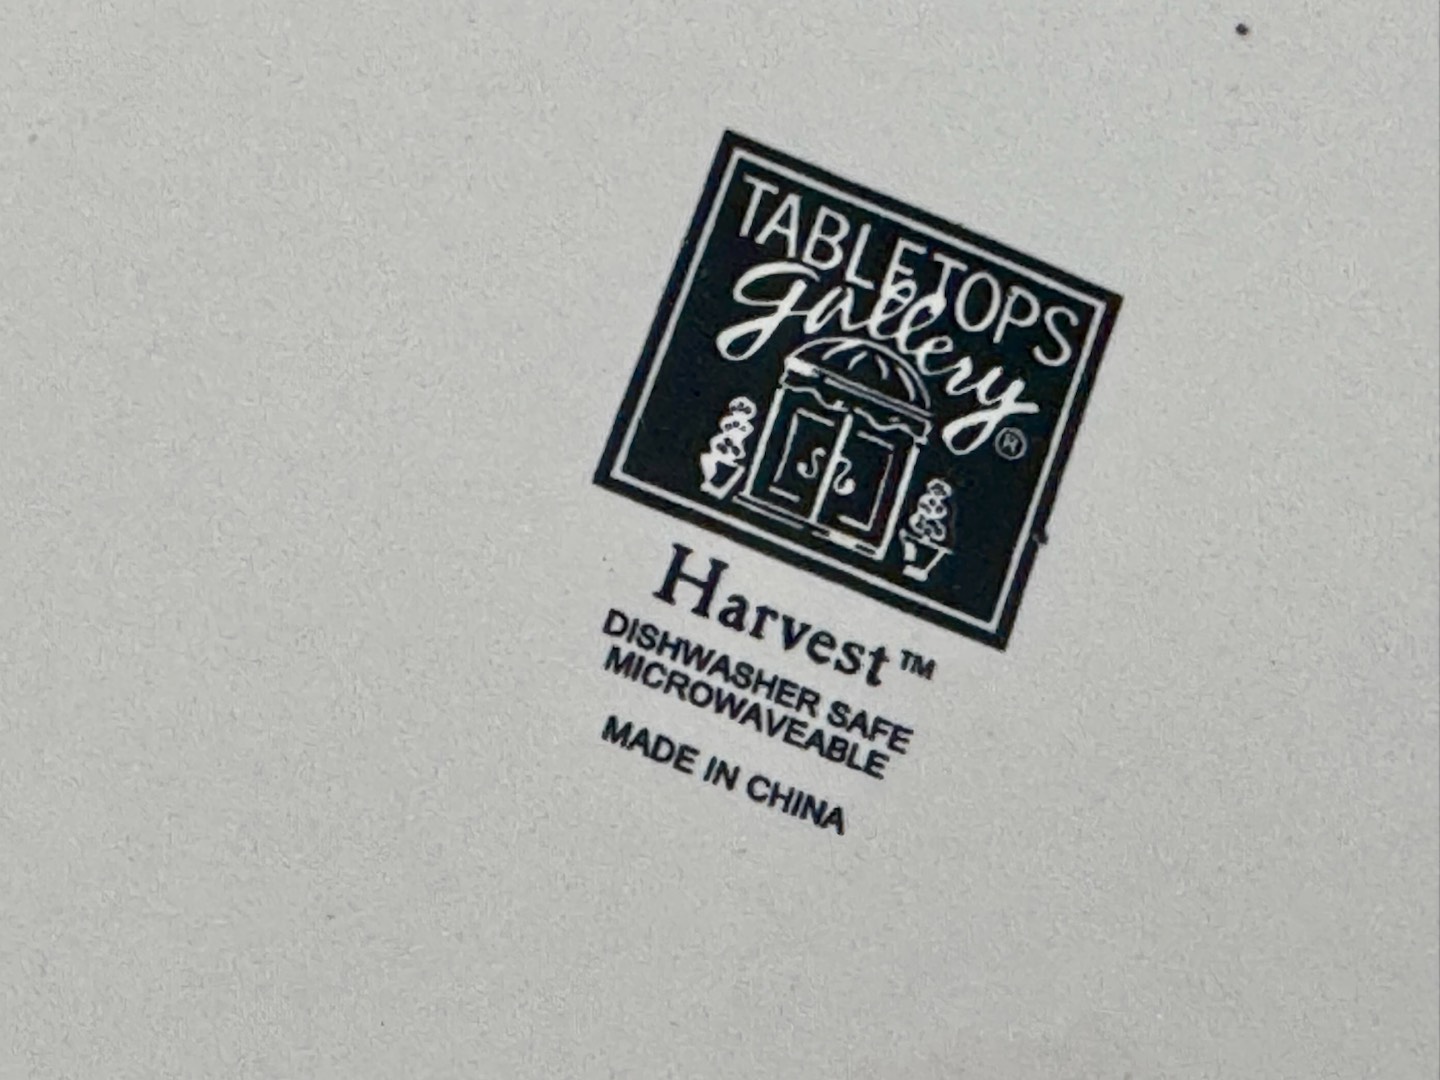 TABLETOPS
gallery®
Harvest™
DISHWASHER SAFE
MICROWAVEABLE
MADE IN CHINA